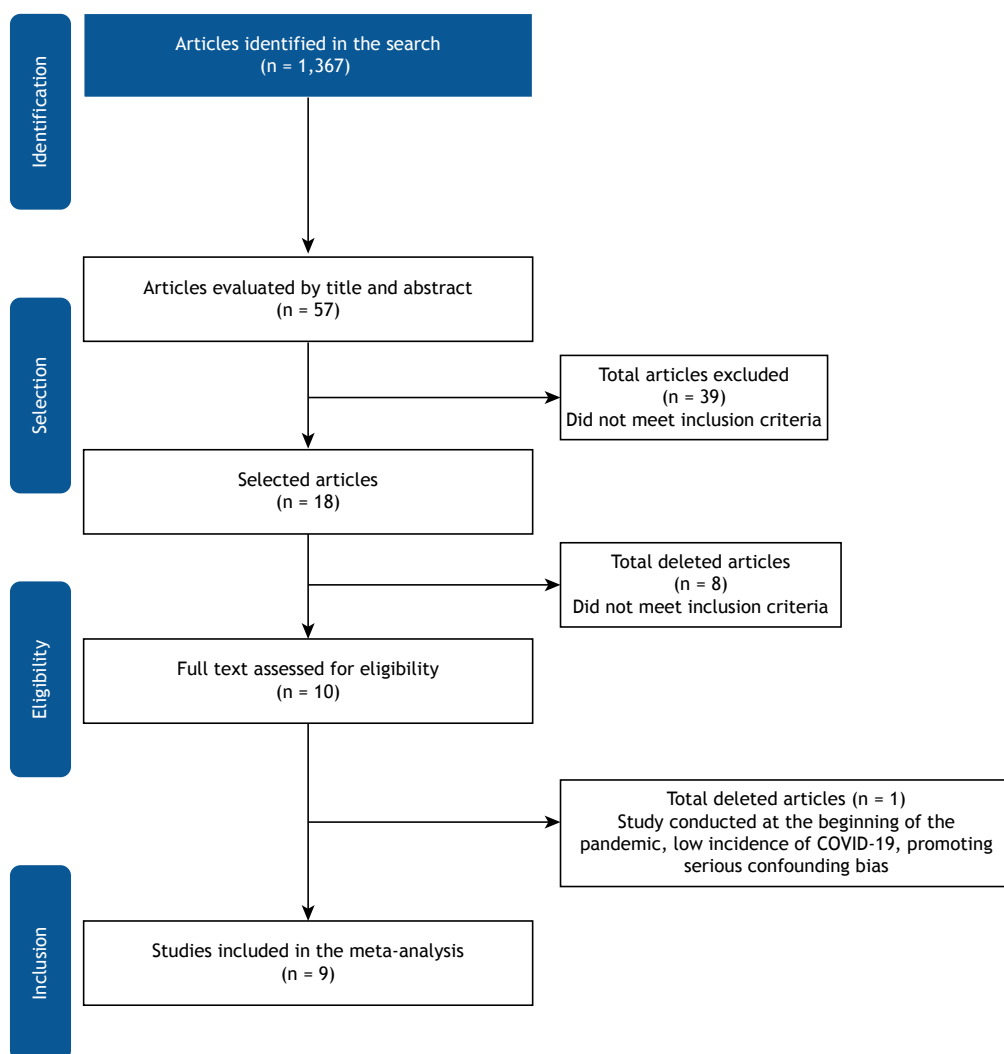 Identification
Articles identified in the search
(n = 1,367)
Selection
Articles evaluated by title and abstract
(n = 57)
Total articles excluded
(n = 39)
Did not meet inclusion criteria
Selected articles
(n = 18)
Eligibility
Total deleted articles
(n = 8)
Did not meet inclusion criteria
Full text assessed for eligibility
(n = 10)
Total deleted articles (n = 1)
Study conducted at the beginning of the
pandemic, low incidence of COVID-19, promoting
serious confounding bias
Inclusion
Studies included in the meta-analysis
(n = 9)